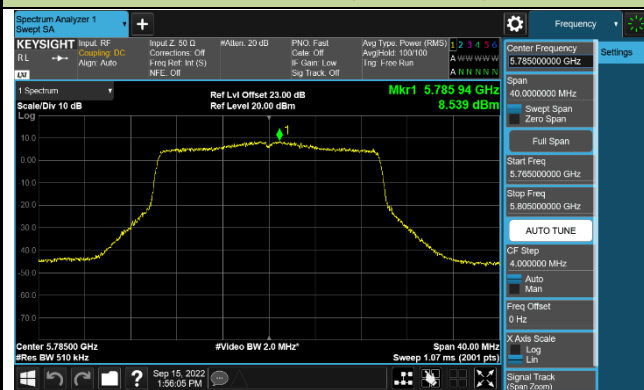 Spectrum Analyzer 1
Swept SA
+
Frequency
KEYSIGHT
RL
LXI
Input: RF
Coupling: DC
Align: Auto
Input Z: 50 Ω
Corrections: Off
Freq Ref: Int (S)
NFE: Off
#Atten: 20 dB
PNO: Fast
Gate: Off
IF Gain: Low
Sig Track: Off
Avg Type: Power (RMS)
Avg|Hold: 100/100
Trig: Free Run
1 2 3 4 5 6
A W W W W W
A N N N N N
1 Spectrum
Scale/Div 10 dB
Log
Ref Lvl Offset 23.00 dB
Ref Level 20.00 dBm
Mkr1 5.785 94 GHz
8.539 dBm
1
10.0
0.00
-10.0
-20.0
-30.0
-40.0
-50.0
-60.0
-70.0
Center 5.78500 GHz
#Res BW 510 kHz
#Video BW 2.0 MHz*
Span 40.00 MHz
Sweep 1.07 ms (2001 pts)
Sep 15, 2022
1:56:05 PM
Center Frequency
5.785000000 GHz
Span
40.0000000 MHz
Swept Span
Zero Span
Full Span
Start Freq
5.765000000 GHz
Stop Freq
5.805000000 GHz
AUTO TUNE
CF Step
4.000000 MHz
Auto
Man
Freq Offset
0 Hz
X Axis Scale
Log
Lin
Signal Track
(Span Zoom)
Settings